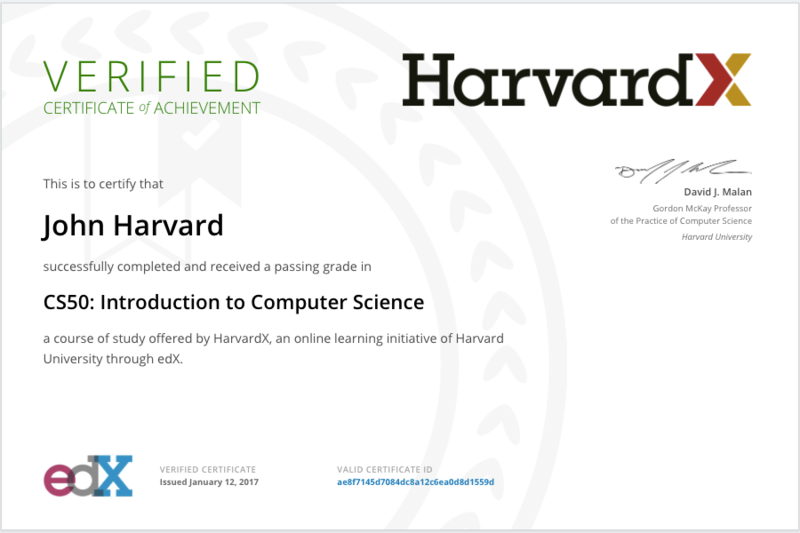 VERIFIED
CERTIFICATE of ACHIEVEMENT
HarvardX
This is to certify that
John Harvard
successfully completed and received a passing grade in
CS50: Introduction to Computer Science
a course of study offered by HarvardX, an online learning initiative of Harvard
University through edX.
David J. Malan
Gordon McKay Professor
of the Practice of Computer Science
Harvard University
edX
VERIFIED CERTIFICATE
Issued January 12, 2017
VALID CERTIFICATE ID
ae8f7145d7084dc8a12c6ea0d8d1559d